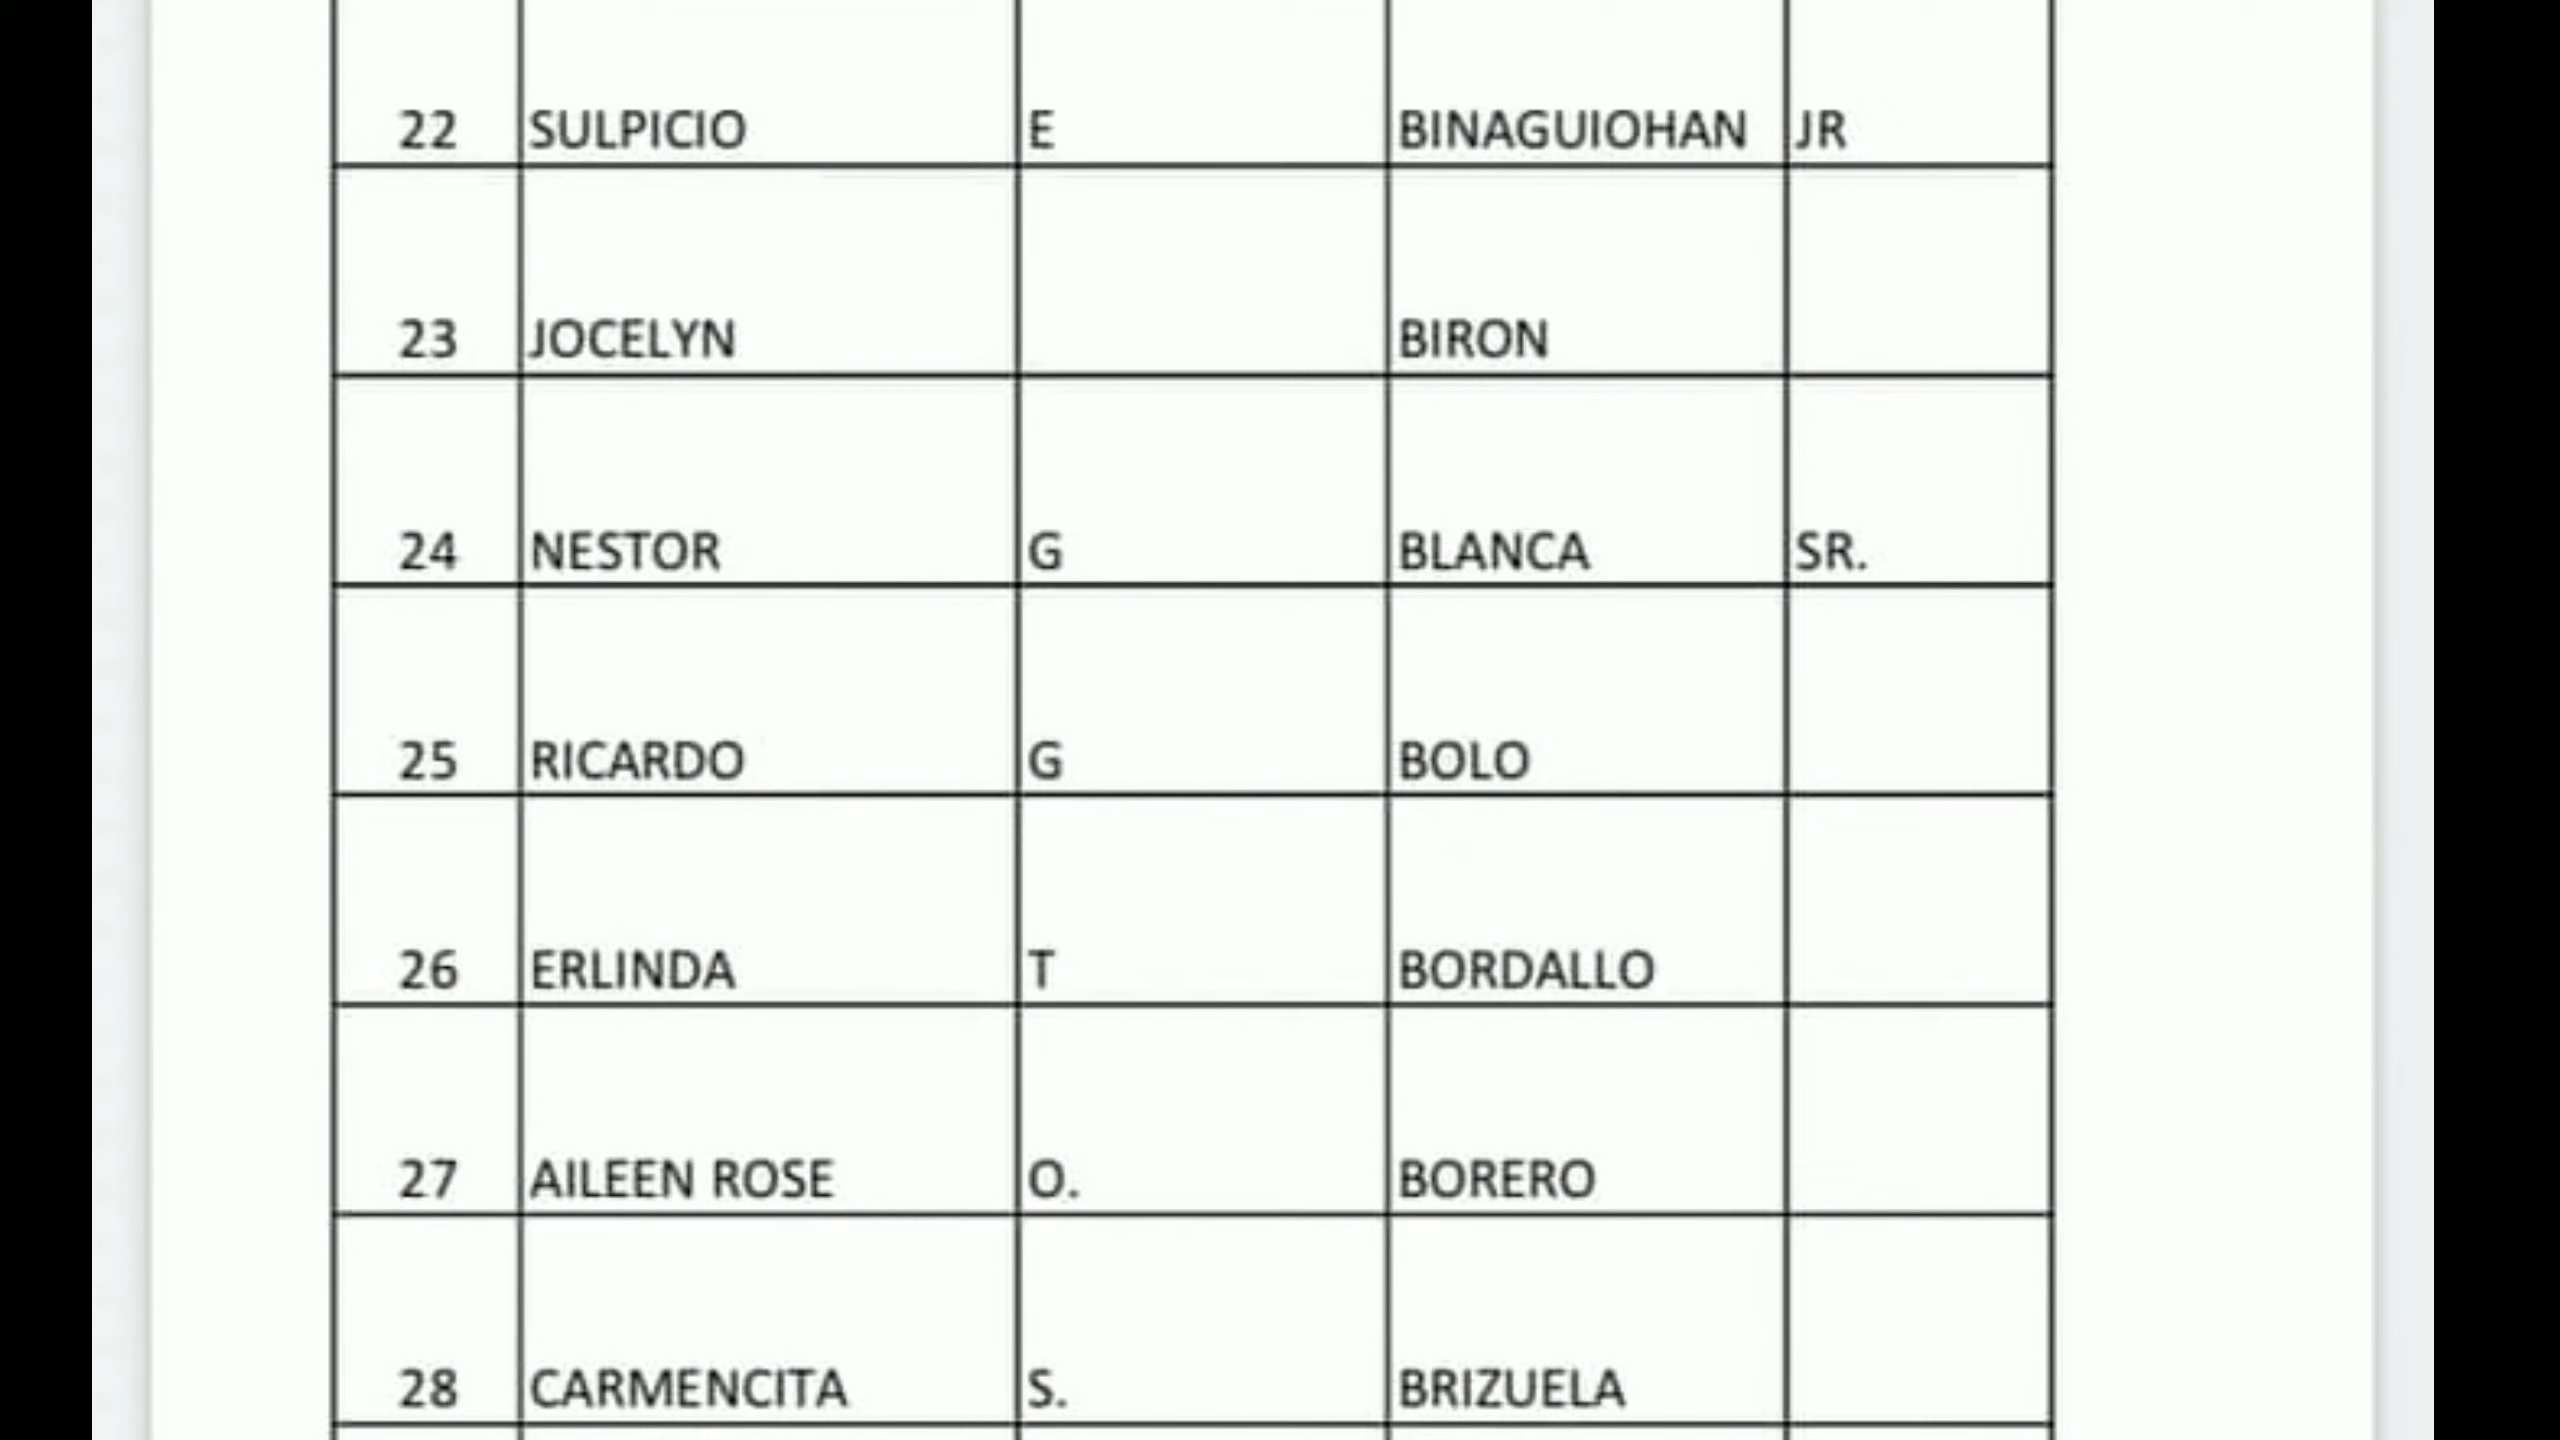 22 SULPICIO E BINAGUIOHAN JR
23 JOCELYN BIRON
24 NESTOR G BLANCA SR.
25 RICARDO G BOLO
26 ERLINDA T BORDALLO
27 AILEEN ROSE O. BORERO
28 CARMENCITA S. BRIZUELA